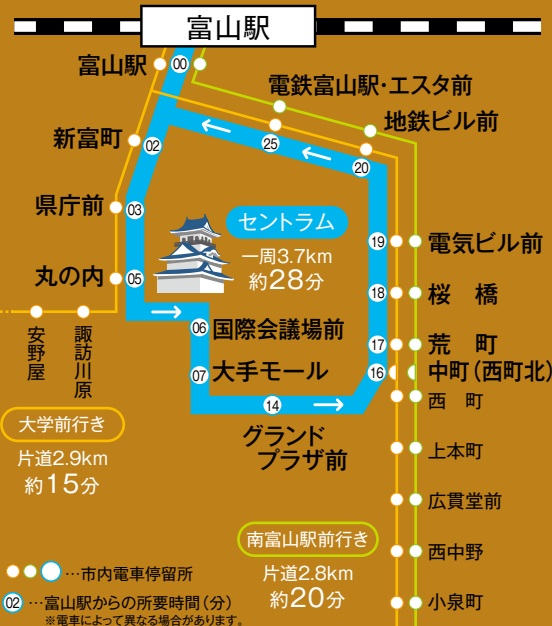 富山駅
富山駅
00
電鉄富山駅・エスタ前
地鉄ビル前
新富町
02
25
20
県庁前
03
セントラム
一周3.7km
約28分
19
電気ビル前
丸の内
05
18
桜 橋
安野屋
諏訪川原
06
国際会議場前
17
荒 町
07
大手モール
16
中町(西町北)
西 町
14
グランド
プラザ前
大学前行き
片道2.9km
約15分
上本町
広貫堂前
南富山駅前行き
片道2.8km
約20分
西中野
小泉町
…市内電車停留所
02
…富山駅からの所要時間(分)
※電車によって異なる場合があります。